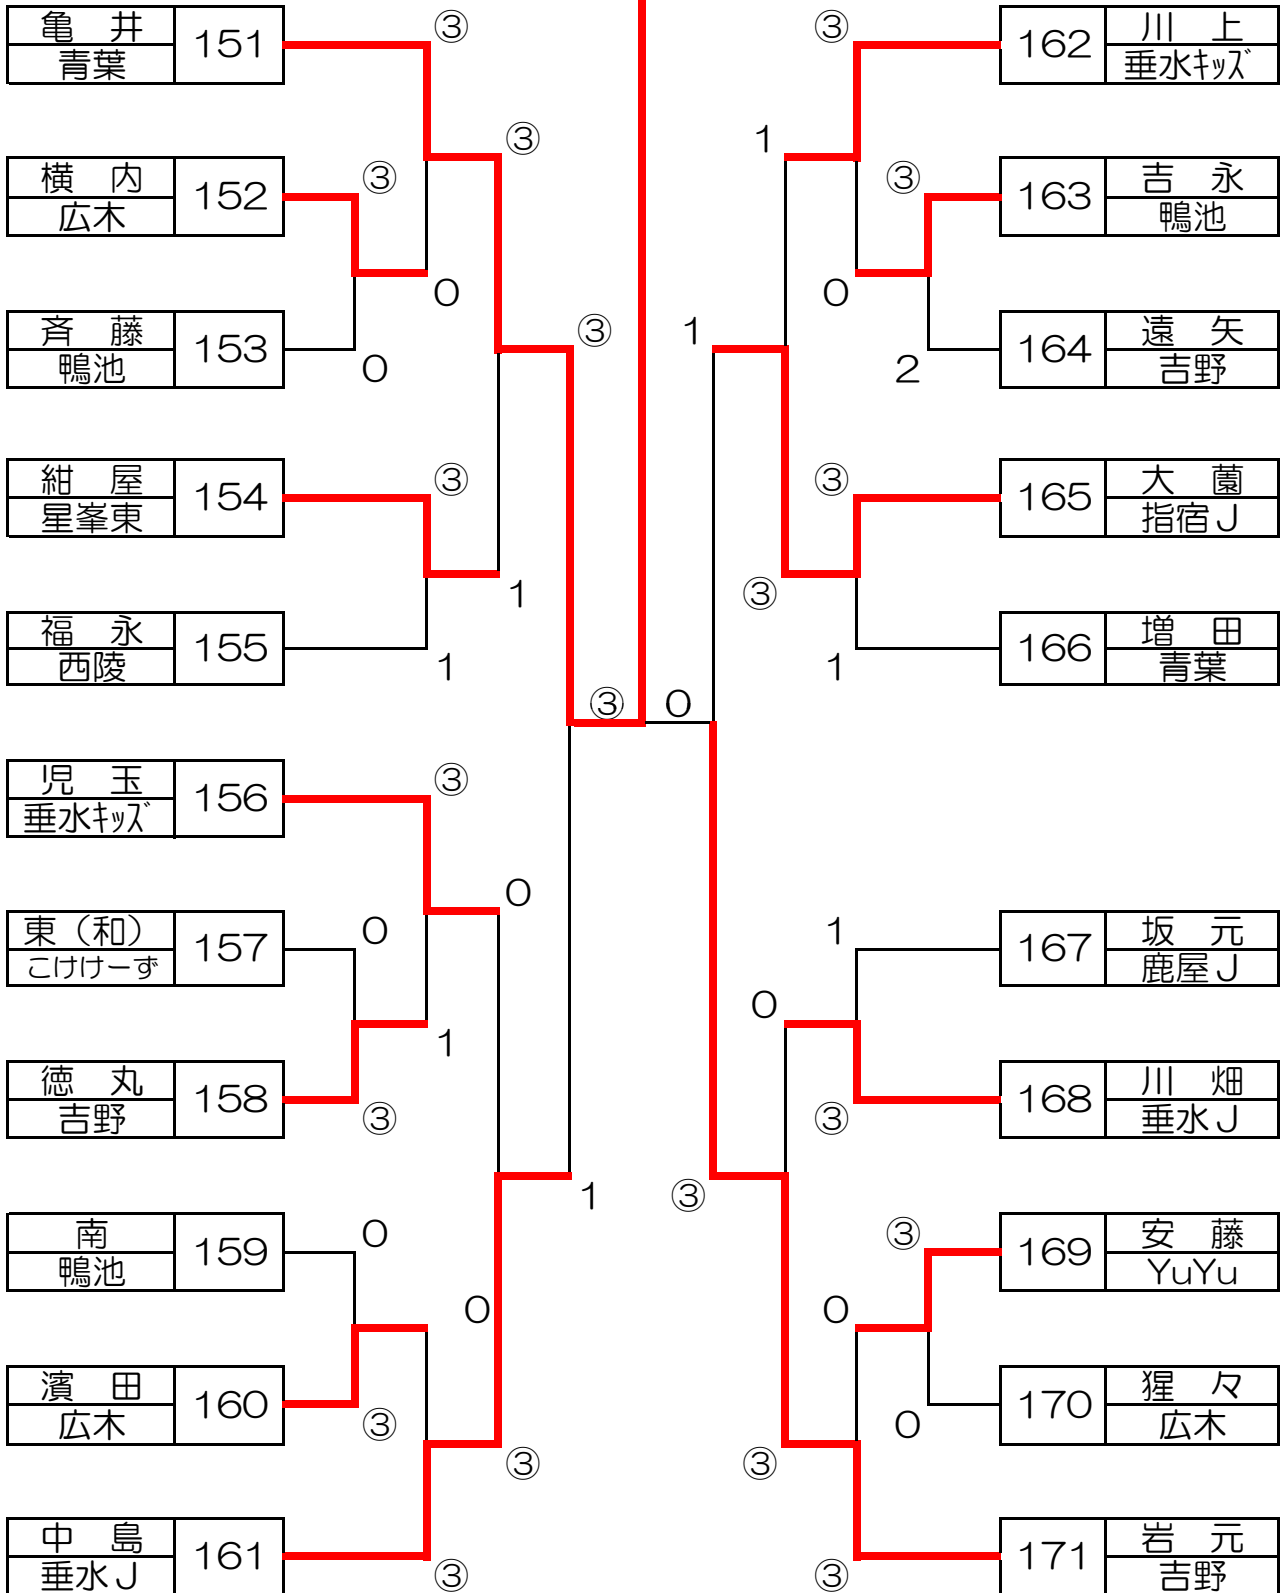 亀 井
青葉
151
③
③
横 内
広木
152
③
0
斉 藤
鴨池
153
0
③
紺 屋
星峯東
154
③
1
福 永
西陵
155
1
③
児 玉
垂水ｷｯｽﾞ
156
③
0
東（和）
こけけーず
157
0
1
徳 丸
吉野
158
③
1
南
鴨池
159
0
0
濱 田
広木
160
③
③
中 島
垂水Ｊ
161
③
③
162
川 上
垂水ｷｯｽﾞ
1
③
163
吉 永
鴨池
0
1
2
164
遠 矢
吉野
③
165
大 薗
指宿Ｊ
③
1
166
増 田
青葉
0
1
167
坂 元
鹿屋Ｊ
0
③
168
川 畑
垂水Ｊ
③
③
169
安 藤
YuYu
0
0
170
猩 々
広木
③
③
171
岩 元
吉野